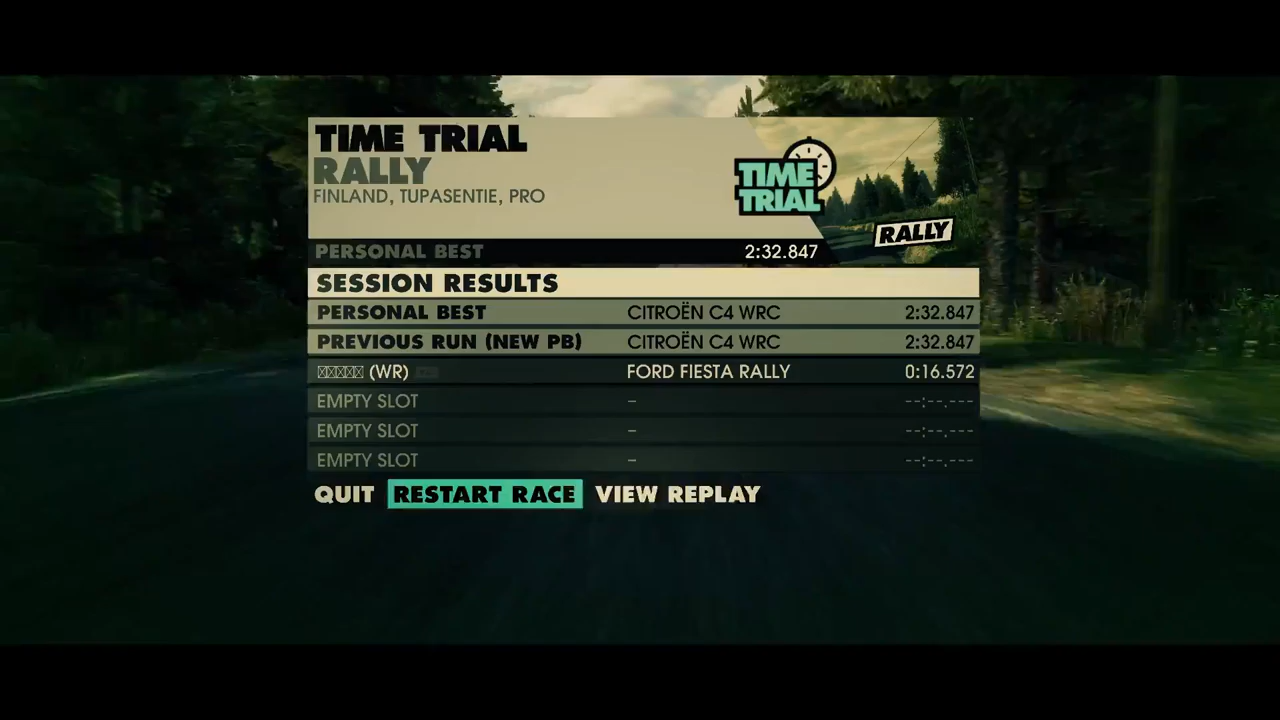 TIME TRIAL
RALLY
FINLAND, TUPASENTIE, PRO
TIME
TRIAL
RALLY
PERSONAL BEST 2:32.847
SESSION RESULTS
PERSONAL BEST CITROËN C4 WRC 2:32.847
PREVIOUS RUN (NEW PB) CITROËN C4 WRC 2:32.847
(WR) FORD FIESTA RALLY 0:16.572
EMPTY SLOT – --:--.---
EMPTY SLOT – --:--.---
EMPTY SLOT – --:--.---
QUIT RESTART RACE VIEW REPLAY